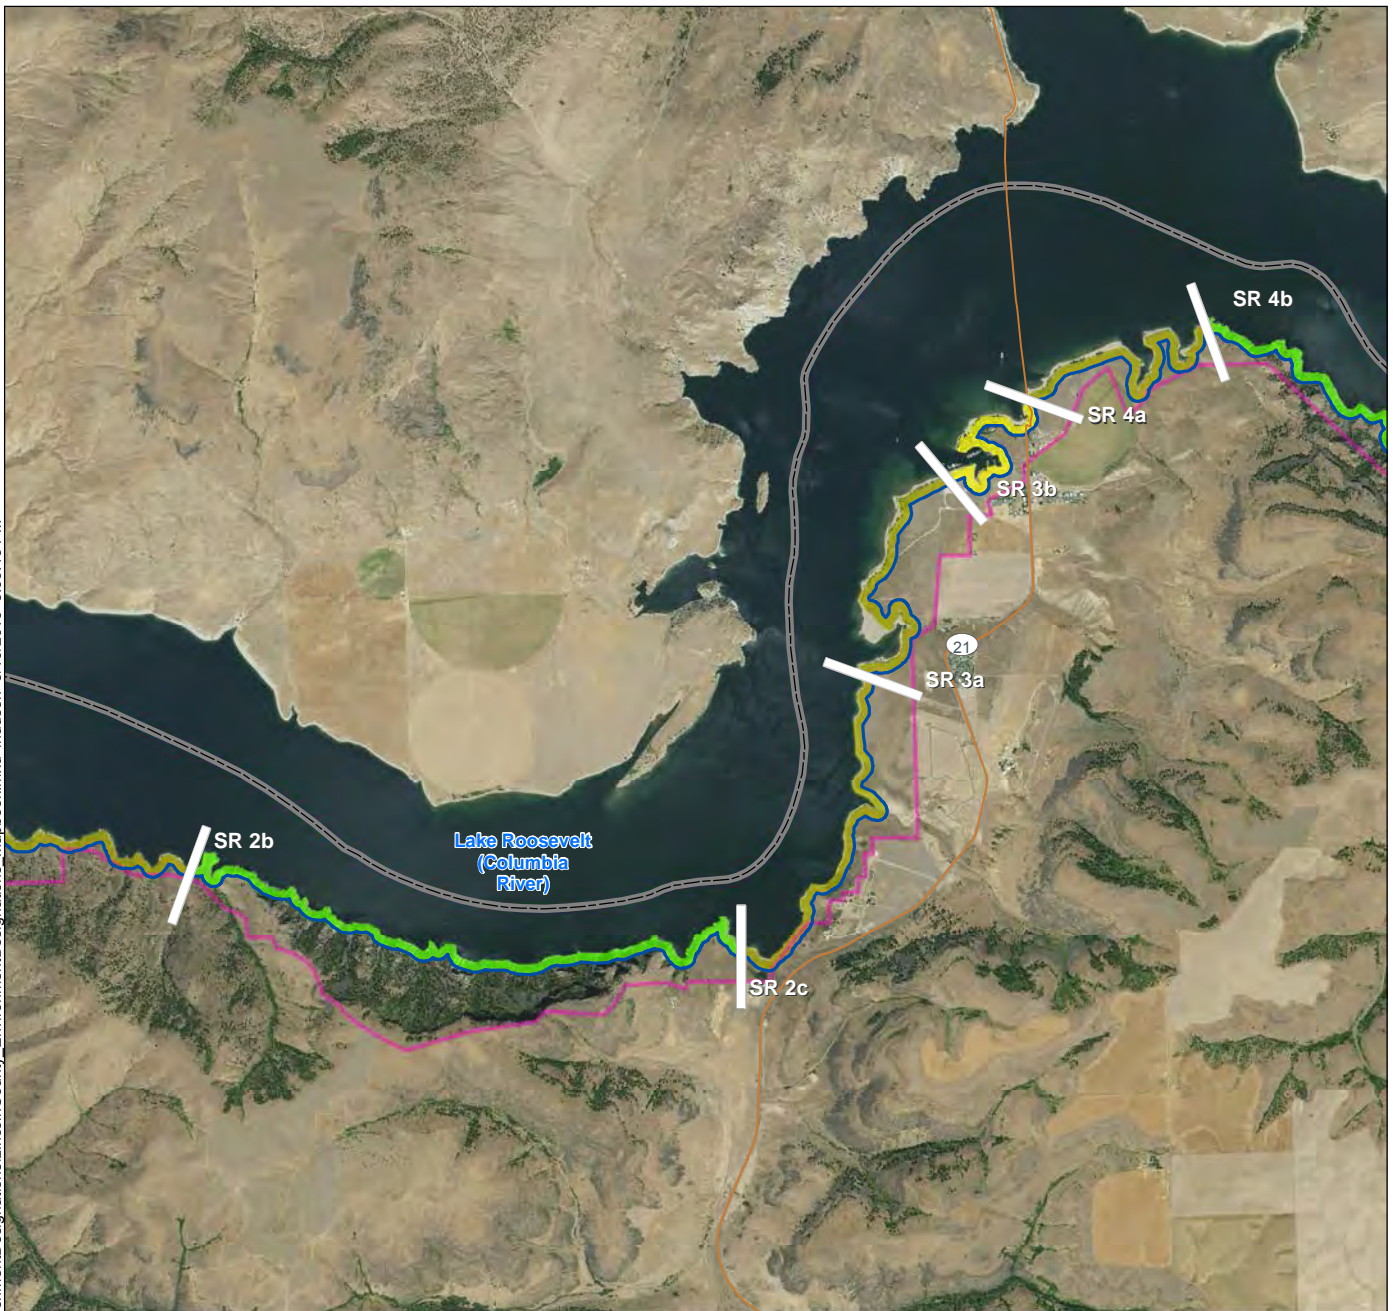 SR 4b
SR 4a
SR 3b
21
SR 3a
SR 2b
Lake Roosevelt
(Columbia
River)
SR 2c